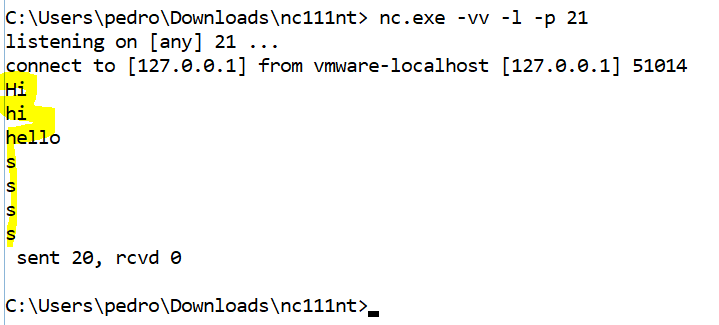 C:\Users\pedro\Downloads\nc111nt> nc.exe -vv -l -p 21
listening on [any] 21 ...
connect to [127.0.0.1] from vmware-localhost [127.0.0.1] 51014
Hi
hi
hello
s
s
s
s
sent 20, rcvd 0
C:\Users\pedro\Downloads\nc111nt>